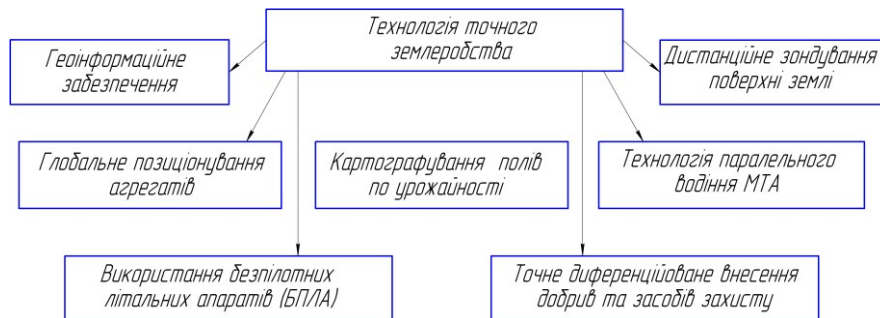 Технологія точного
землеробства
Геоінформаційне
забезпечення
Дистанційне зондування
поверхні землі
Глобальне позиціонування
агрегатів
Картографування полів
по урожайності
Технологія паралельного
водіння МТА
Використання безпілотних
літальних апаратів (БПЛА)
Точне диференційоване внесення
добрив та засобів захисту